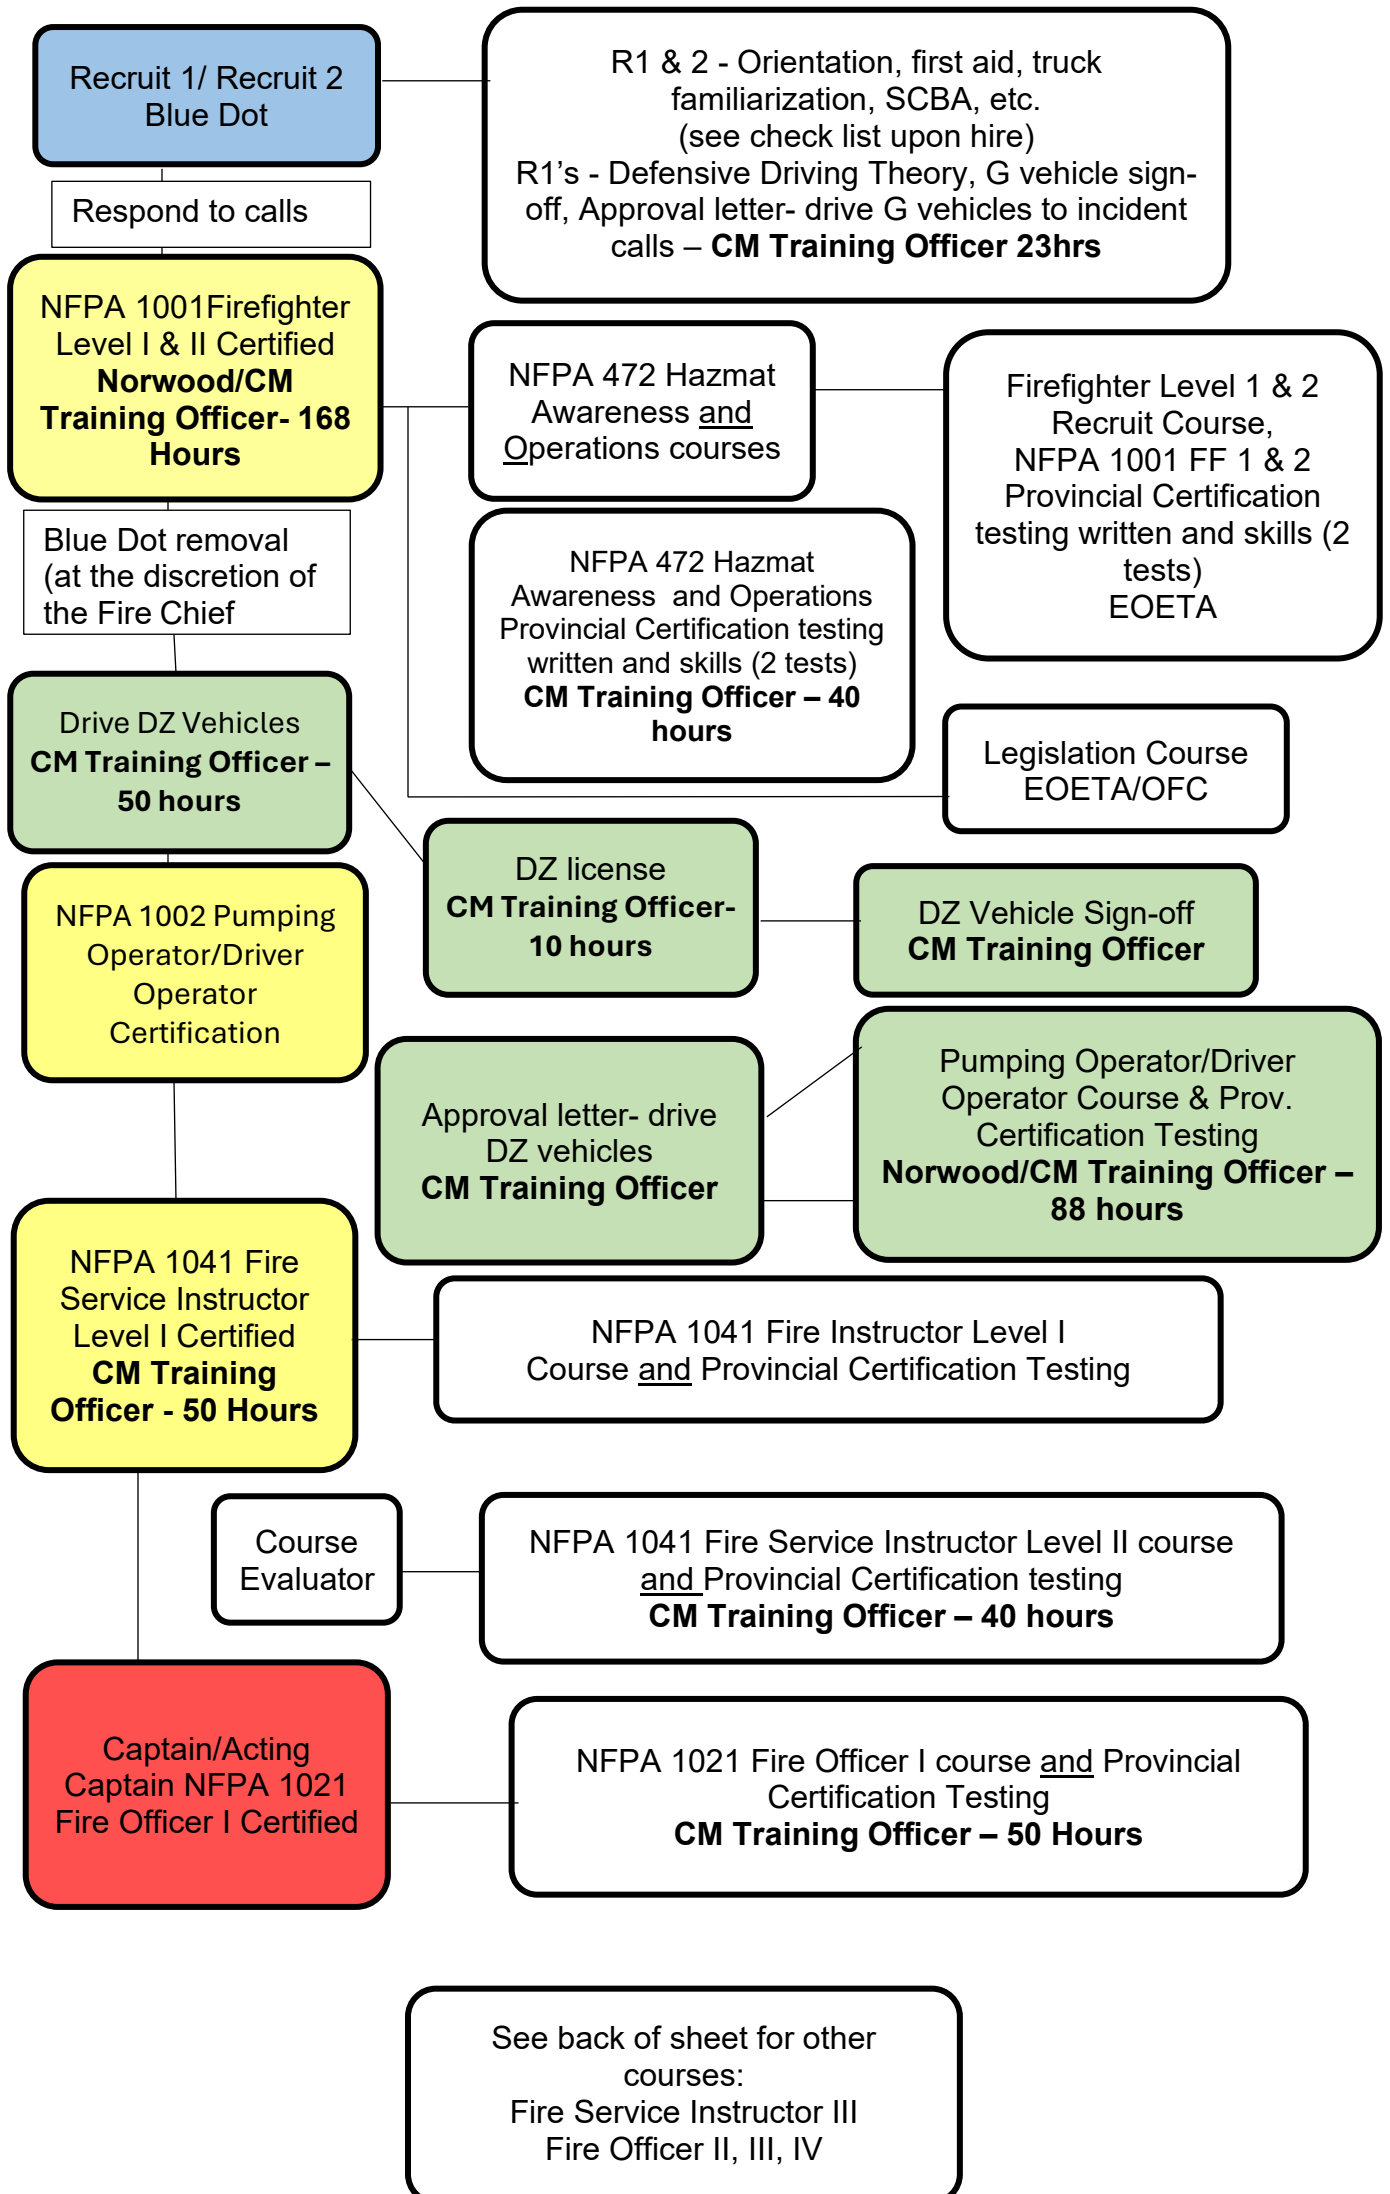 Recruit 1/ Recruit 2
Blue Dot
R1 & 2 - Orientation, first aid, truck
familiarization, SCBA, etc.
(see check list upon hire)
R1’s - Defensive Driving Theory, G vehicle sign-
off, Approval letter- drive G vehicles to incident
calls – CM Training Officer 23hrs
Respond to calls
NFPA 1001Firefighter
Level I & II Certified
Norwood/CM
Training Officer- 168
Hours
NFPA 472 Hazmat
Awareness and
Operations courses
Firefighter Level 1 & 2
Recruit Course,
NFPA 1001 FF 1 & 2
Provincial Certification
testing written and skills (2
tests)
EOETA
Blue Dot removal
(at the discretion of
the Fire Chief
NFPA 472 Hazmat
Awareness  and Operations
Provincial Certification testing
written and skills (2 tests)
CM Training Officer – 40
hours
Drive DZ Vehicles
CM Training Officer –
50 hours
Legislation Course
EOETA/OFC
DZ license
CM Training Officer-
10 hours
DZ Vehicle Sign-off
CM Training Officer
NFPA 1002 Pumping
Operator/Driver
Operator
Certification
Approval letter- drive
DZ vehicles
CM Training Officer
Pumping Operator/Driver
Operator Course & Prov.
Certification Testing
Norwood/CM Training Officer –
88 hours
NFPA 1041 Fire
Service Instructor
Level I Certified
CM Training
Officer - 50 Hours
NFPA 1041 Fire Instructor Level I
Course and Provincial Certification Testing
Course
Evaluator
NFPA 1041 Fire Service Instructor Level II course
and Provincial Certification testing
CM Training Officer – 40 hours
Captain/Acting
Captain NFPA 1021
Fire Officer I Certified
NFPA 1021 Fire Officer I course and Provincial
Certification Testing
CM Training Officer – 50 Hours
See back of sheet for other
courses:
Fire Service Instructor III
Fire Officer II, III, IV